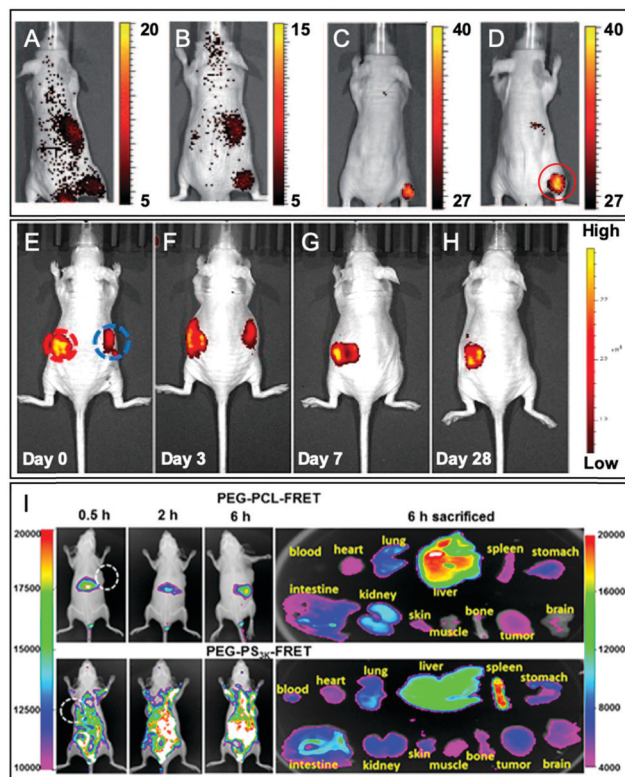 A
B
C
D
20
5
15
5
40
27
40
27
E
F
G
H
High
Low
Day 0
Day 3
Day 7
Day 28
I
PEG-PCL-FRET
0.5 h
2 h
6 h
6 h sacrificed
20000
17500
15000
12500
10000
blood
heart
lung
liver
spleen
stomach
intestine
kidney
skin
muscle
bone
tumor
brain
20000
16000
12000
8000
4000
PEG-PS3K-FRET
blood
heart
lung
liver
spleen
stomach
intestine
kidney
skin
muscle
bone
tumor
brain